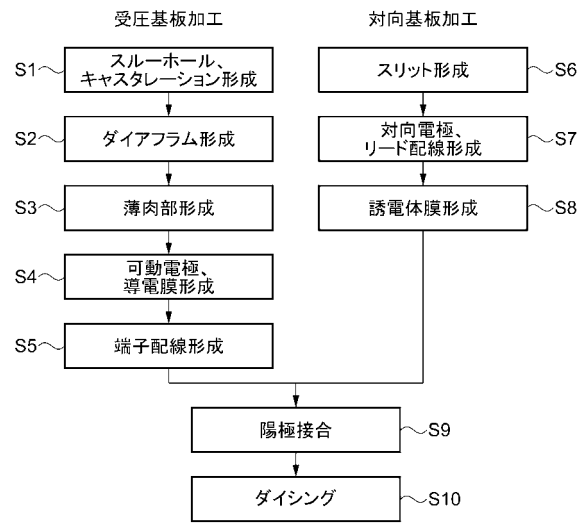 受圧基板加工
S1
スルーホール、
キャスタレーション形成
S2
ダイアフラム形成
S3
薄肉部形成
S4
可動電極、
導電膜形成
S5
端子配線形成
対向基板加工
スリット形成
S6
対向電極、
リード配線形成
S7
誘電体膜形成
S8
陽極接合
S9
ダイシング
S10